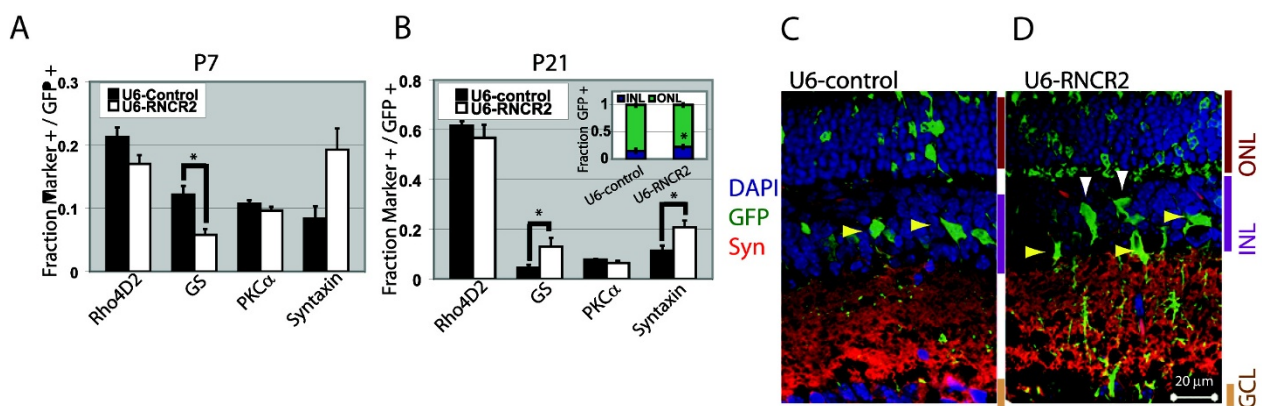 A
P7
Fraction Marker + / GFP +
0.3
0.2
0.1
0
U6-Control
U6-RNCR2
*
Rho4D2
GS
PKCα
Syntaxin
B
P21
Fraction Marker + / GFP +
0.8
0.6
0.4
0.2
0
U6-Control
U6-RNCR2
INL
ONL
Fraction GFP +
1
0.5
0
*
U6-control
U6-RNCR2
*
*
Rho4D2
GS
PKCα
Syntaxin
C
U6-control
DAPI
GFP
Syn
D
U6-RNCR2
ONL
INL
GCL
20 μm